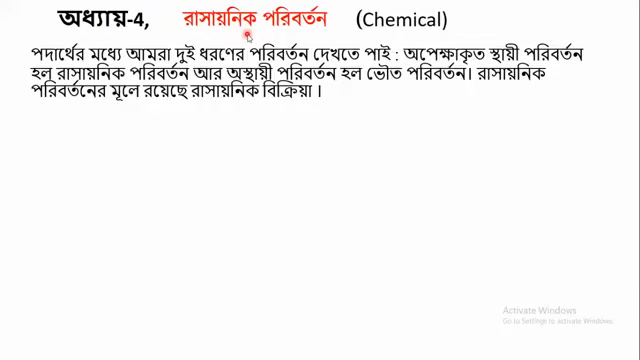 অধ্যায়-4, রাসায়নিক পরিবর্তন (Chemical)
পদার্থের মধ্যে আমরা দুই ধরণের পরিবর্তন দেখতে পাই : অপেক্ষাকৃত স্থায়ী পরিবর্তন
হল রাসায়নিক পরিবর্তন আর অস্থায়ী পরিবর্তন হল ভৌত পরিবর্তন। রাসায়নিক
পরিবর্তনের মূলে রয়েছে রাসায়নিক বিক্রিয়া ।
Activate Windows
Go to Settings to activate Windows.